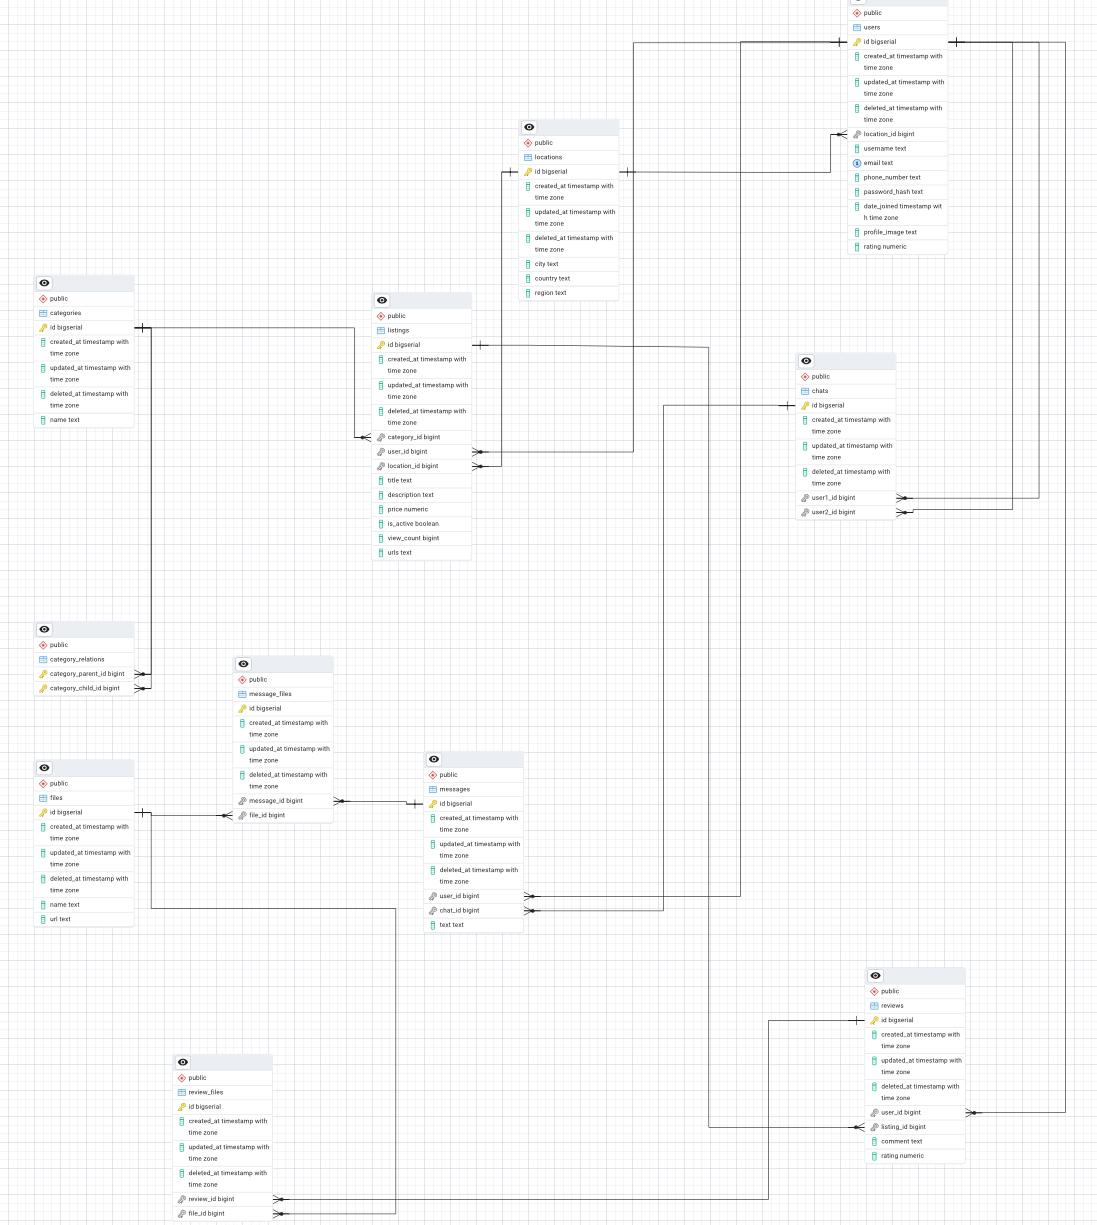 public
users
id bigserial
created_at timestamp with
time zone
updated_at timestamp with
time zone
deleted_at timestamp with
time zone
location_id bigint
username text
email text
phone_number text
password_hash text
date_joined timestamp wit
h time zone
profile_image text
rating numeric
public
locations
id bigserial
created_at timestamp with
time zone
updated_at timestamp with
time zone
deleted_at timestamp with
time zone
city text
country text
region text
public
categories
id bigserial
created_at timestamp with
time zone
updated_at timestamp with
time zone
deleted_at timestamp with
time zone
name text
public
listings
id bigserial
created_at timestamp with
time zone
updated_at timestamp with
time zone
deleted_at timestamp with
time zone
category_id bigint
user_id bigint
location_id bigint
title text
description text
price numeric
is_active boolean
view_count bigint
urls text
public
chats
id bigserial
created_at timestamp with
time zone
updated_at timestamp with
time zone
deleted_at timestamp with
time zone
user1_id bigint
user2_id bigint
public
category_relations
category_parent_id bigint
category_child_id bigint
public
message_files
id bigserial
created_at timestamp with
time zone
updated_at timestamp with
time zone
deleted_at timestamp with
time zone
message_id bigint
file_id bigint
public
files
id bigserial
created_at timestamp with
time zone
updated_at timestamp with
time zone
deleted_at timestamp with
time zone
name text
url text
public
messages
id bigserial
created_at timestamp with
time zone
updated_at timestamp with
time zone
deleted_at timestamp with
time zone
user_id bigint
chat_id bigint
text text
public
reviews
id bigserial
created_at timestamp with
time zone
updated_at timestamp with
time zone
deleted_at timestamp with
time zone
user_id bigint
listing_id bigint
comment text
rating numeric
public
review_files
id bigserial
created_at timestamp with
time zone
updated_at timestamp with
time zone
deleted_at timestamp with
time zone
review_id bigint
file_id bigint